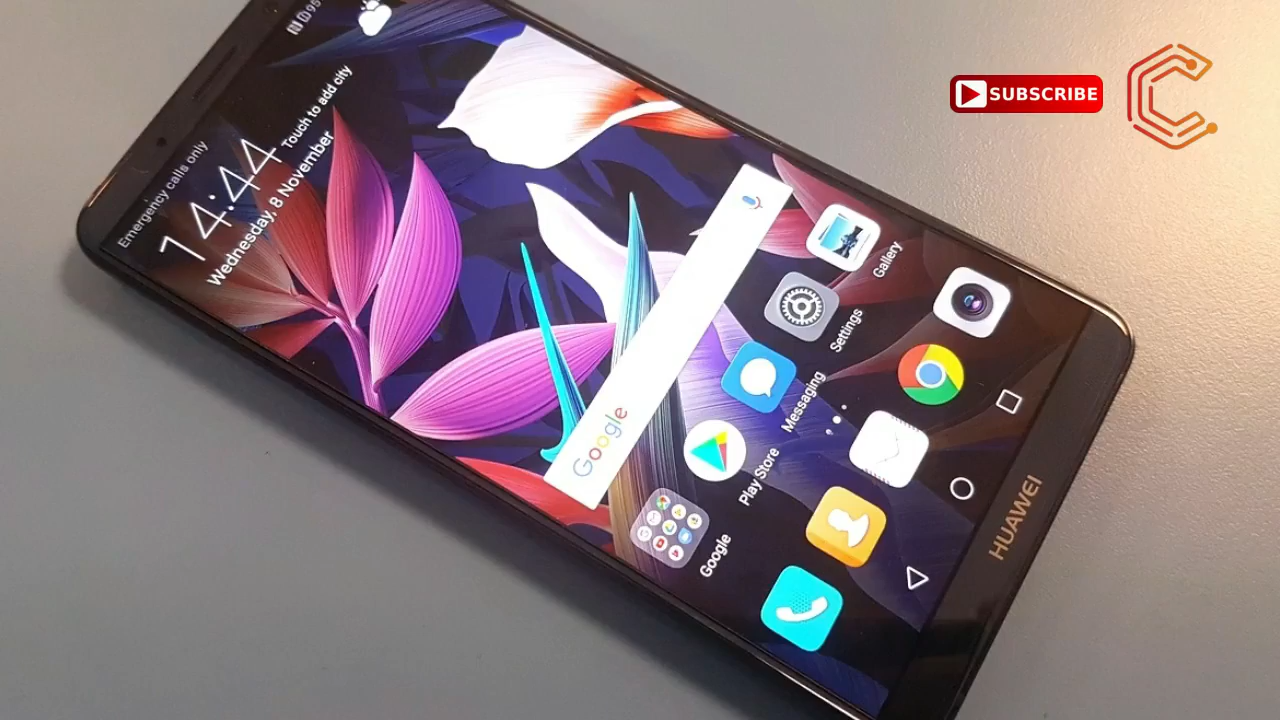 95
Emergency calls only
14:44
Touch to add city
Wednesday, 8 November
Google
Gallery
Settings
Messaging
Play Store
Google
HUAWEI
SUBSCRIBE